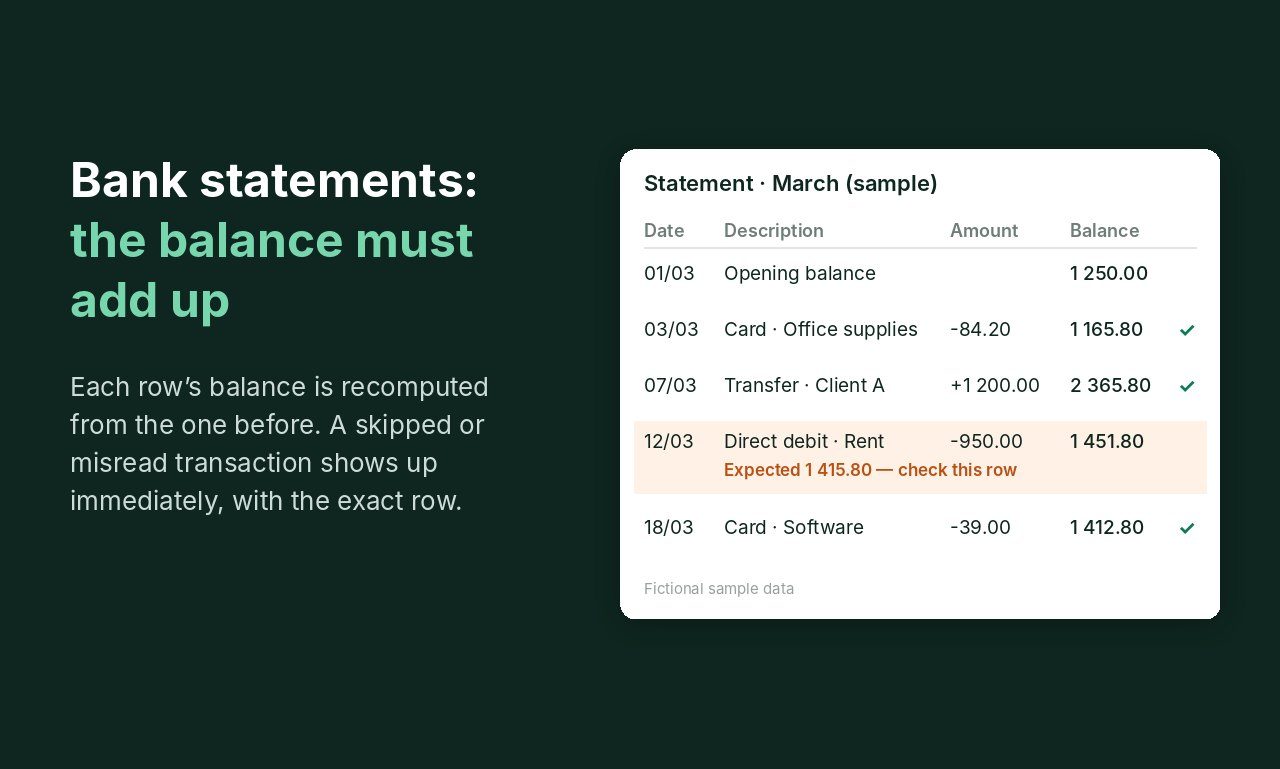 Bank statements:
the balance must
add up
Each row’s balance is recomputed
from the one before. A skipped or
misread transaction shows up
immediately, with the exact row.
Statement · March (sample)
Date Description Amount Balance
01/03 Opening balance 1 250.00
03/03 Card · Office supplies -84.20 1 165.80 ✓
07/03 Transfer · Client A +1 200.00 2 365.80 ✓
12/03 Direct debit · Rent -950.00 1 451.80
Expected 1 415.80 — check this row
18/03 Card · Software -39.00 1 412.80 ✓
Fictional sample data